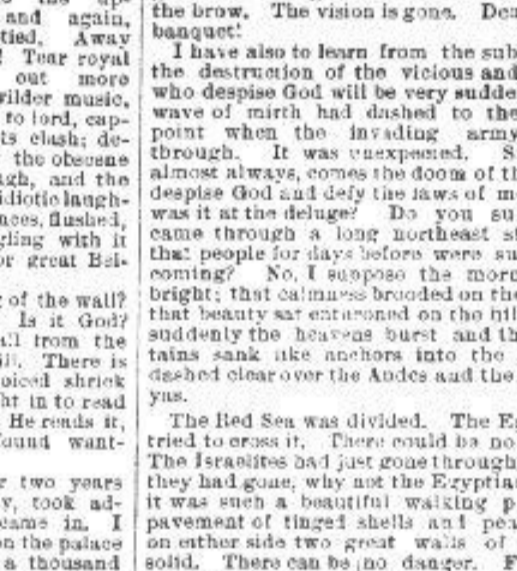 and again,
tied. Away
Tear royal
out more
wilder music,
to lord, cap-
ts clash; de-
the obscene
ugh, and the
idiotic laugh-
nces, flushed,
gling with it
or great Bel-
of the wall?
Is it God?
all from the
ill. There is
oiced shriek
ht in to read
He reads it,
ound want-
r two years
y, took ad-
came in. I
on the palace
a thousand
the brow. The vision is gone.
banquet!
I have also to learn from the sub
the destruction of the vicious and
who despise God will be very sudde
wave of mirth had dashed to the
point when the invading army
through. It was unexpected. S
almost always, comes the doom of th
despise God and defy the laws of m
was it at the deluge? Do you su
came through a long northeast st
that people for days before were su
coming? No, I suppose the more
bright; that calmness brooded on the
that beauty sat enthroned on the hil
suddenly the heavens burst and th
tains sank like anchors into the
dashed clear over the Andes and the
yas.
The Red Sea was divided. The E
tried to cross it. There could be no
The Israelites had just gone through
they had gone, why not the Egyptia
it was such a beautiful walking p
pavement of tinged shells and pea
on either side two great walls of
solid. There can be no danger. F